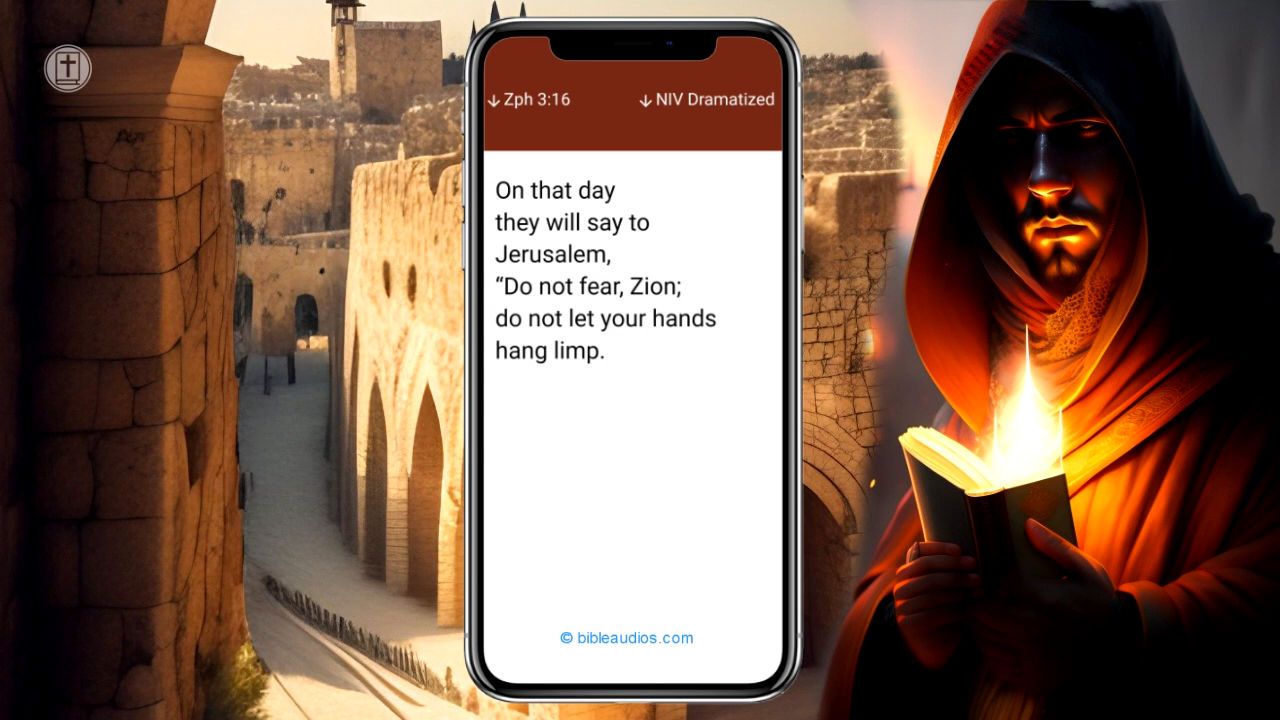 ↓ Zph 3:16
↓ NIV Dramatized
On that day
they will say to
Jerusalem,
“Do not fear, Zion;
do not let your hands
hang limp.
© bibleaudios.com